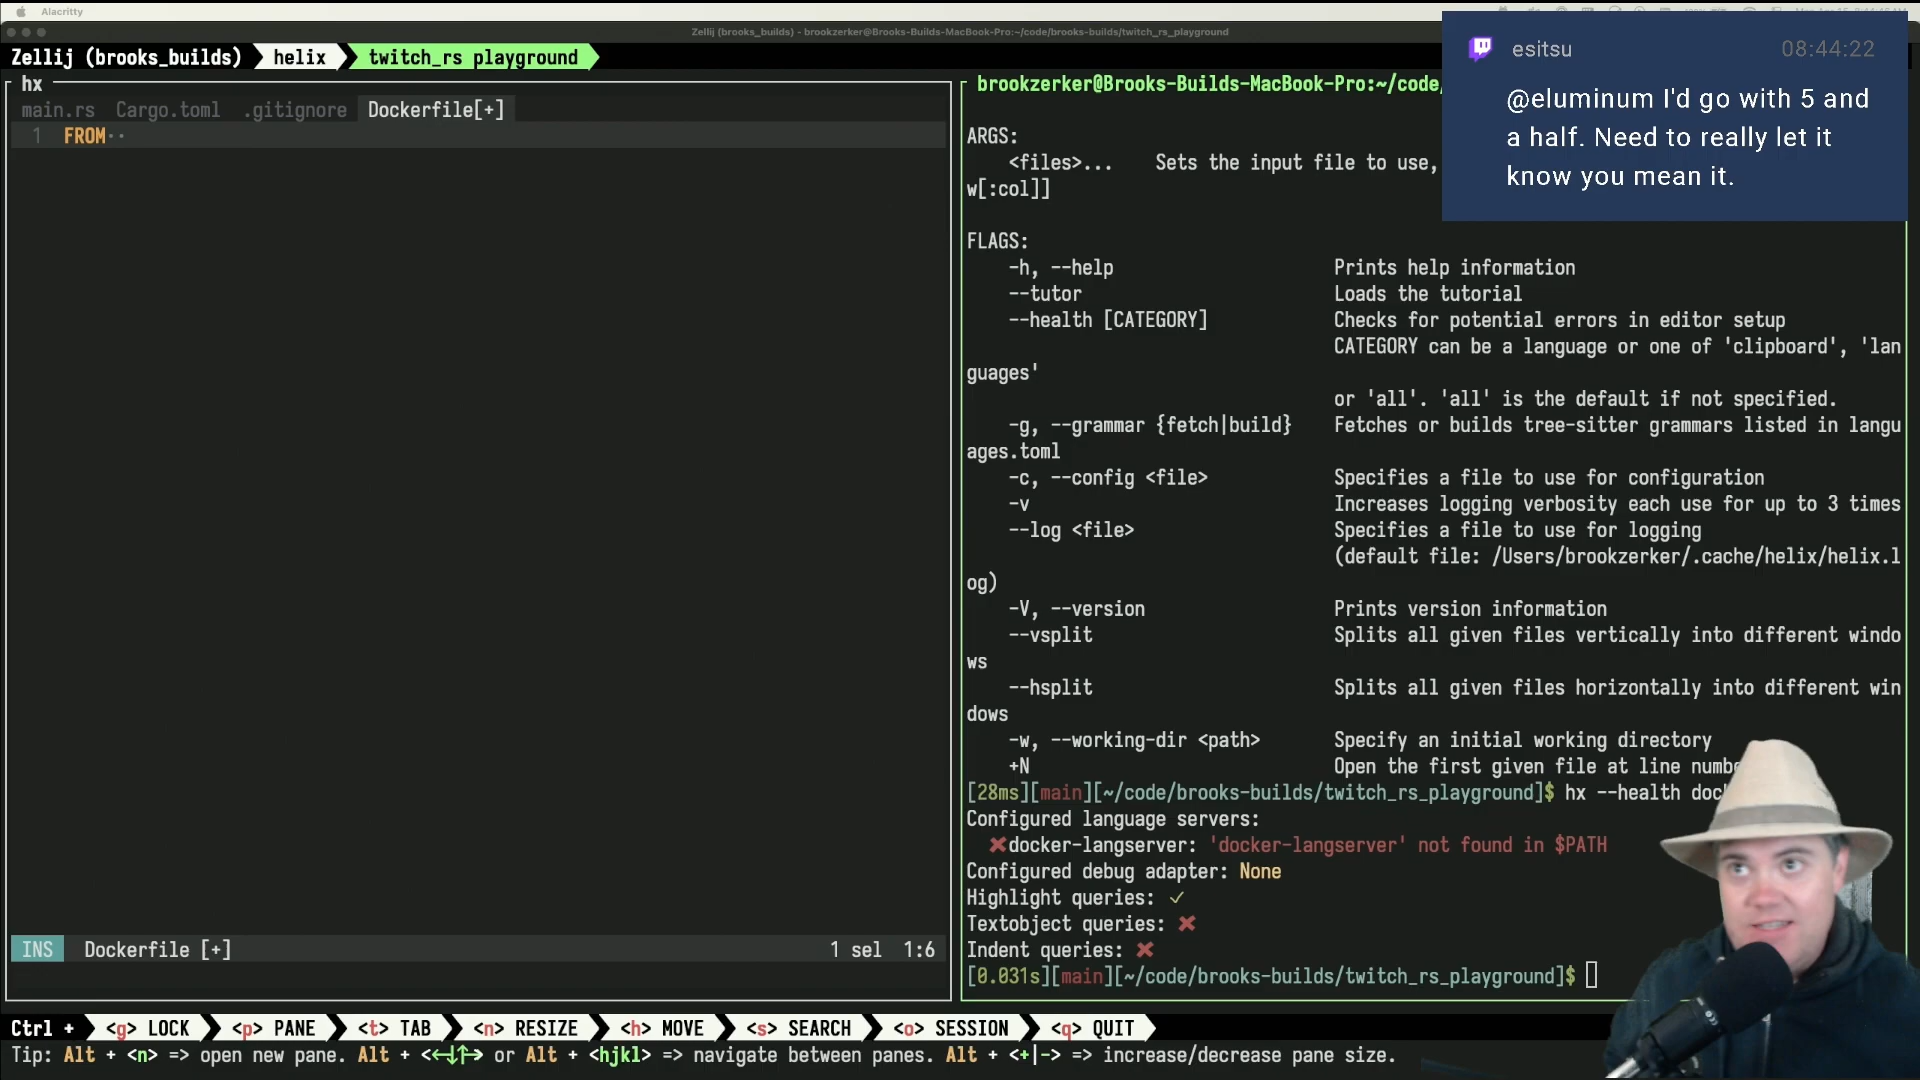 Alacritty
Zellij (brooks_builds) - brookzerker@Brooks-Builds-MacBook-Pro:~/code/brooks-builds/twitch_rs_playground
Zellij (brooks_builds) helix twitch_rs playground
esitsu 08:44:22
@eluminum I'd go with 5 and
a half. Need to really let it
know you mean it.
hx
main.rs Cargo.toml .gitignore Dockerfile[+]
1 FROM··
INS Dockerfile [+] 1 sel 1:6
brookzerker@Brooks-Builds-MacBook-Pro:~/code/
ARGS:
<files>... Sets the input file to use,
w[:col]]
FLAGS:
-h, --help Prints help information
--tutor Loads the tutorial
--health [CATEGORY] Checks for potential errors in editor setup
CATEGORY can be a language or one of 'clipboard', 'lan
guages'
or 'all'. 'all' is the default if not specified.
-g, --grammar {fetch|build} Fetches or builds tree-sitter grammars listed in langu
ages.toml
-c, --config <file> Specifies a file to use for configuration
-v Increases logging verbosity each use for up to 3 times
--log <file> Specifies a file to use for logging
(default file: /Users/brookzerker/.cache/helix/helix.l
og)
-V, --version Prints version information
--vsplit Splits all given files vertically into different windo
ws
--hsplit Splits all given files horizontally into different win
dows
-w, --working-dir <path> Specify an initial working directory
+N Open the first given file at line numbe
[28ms][main][~/code/brooks-builds/twitch_rs_playground]$ hx --health doc
Configured language servers:
✘docker-langserver: 'docker-langserver' not found in $PATH
Configured debug adapter: None
Highlight queries: ✓
Textobject queries: ✘
Indent queries: ✘
[0.031s][main][~/code/brooks-builds/twitch_rs_playground]$
Ctrl + <g> LOCK <p> PANE <t> TAB <n> RESIZE <h> MOVE <s> SEARCH <o> SESSION <q> QUIT
Tip: Alt + <n> => open new pane. Alt + <←↓↑→> or Alt + <hjkl> => navigate between panes. Alt + <+|-> => increase/decrease pane size.